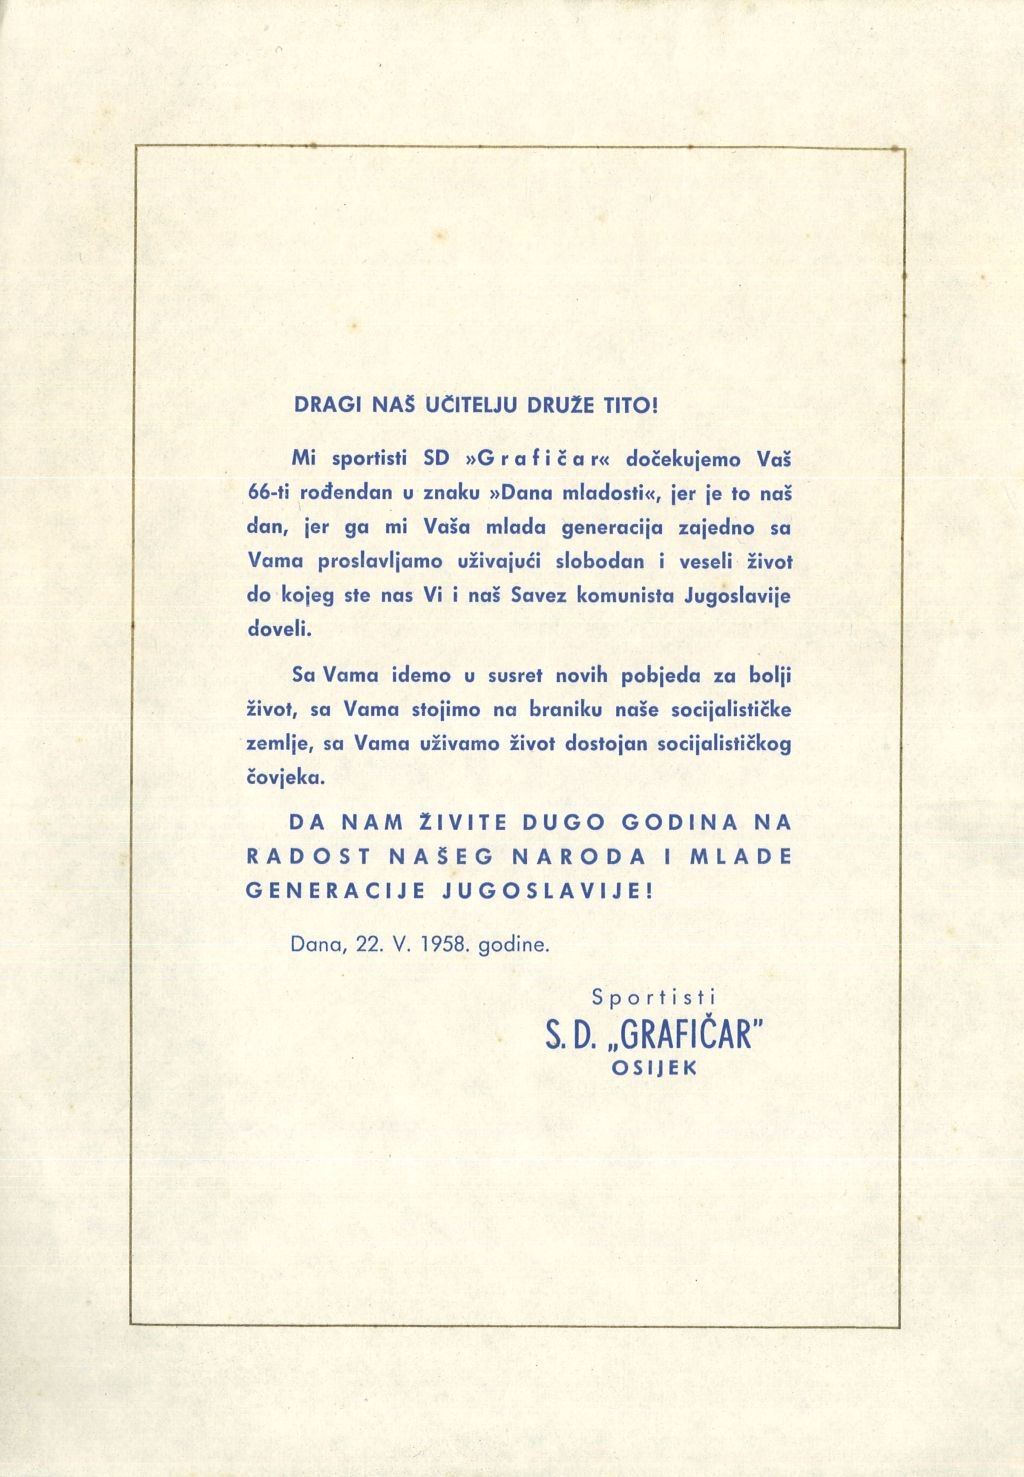 DRAGI NAŠ UČITELJU DRUŽE TITO!
Mi sportisti SD »Grafičar« dočekujemo Vaš
66-ti rođendan u znaku »Dana mladosti«, jer je to naš
dan, jer ga mi Vaša mlada generacija zajedno sa
Vama proslavljamo uživajući slobodan i veseli život
do kojeg ste nas Vi i naš Savez komunista Jugoslavije
doveli.
Sa Vama idemo u susret novih pobjeda za bolji
život, sa Vama stojimo na braniku naše socijalističke
zemlje, sa Vama uživamo život dostojan socijalističkog
čovjeka.
DA NAM ŽIVITE DUGO GODINA NA
RADOST NAŠEG NARODA I MLADE
GENERACIJE JUGOSLAVIJE!
Dana, 22. V. 1958. godine.
Sportisti
S. D. „GRAFIČAR”
OSIJEK